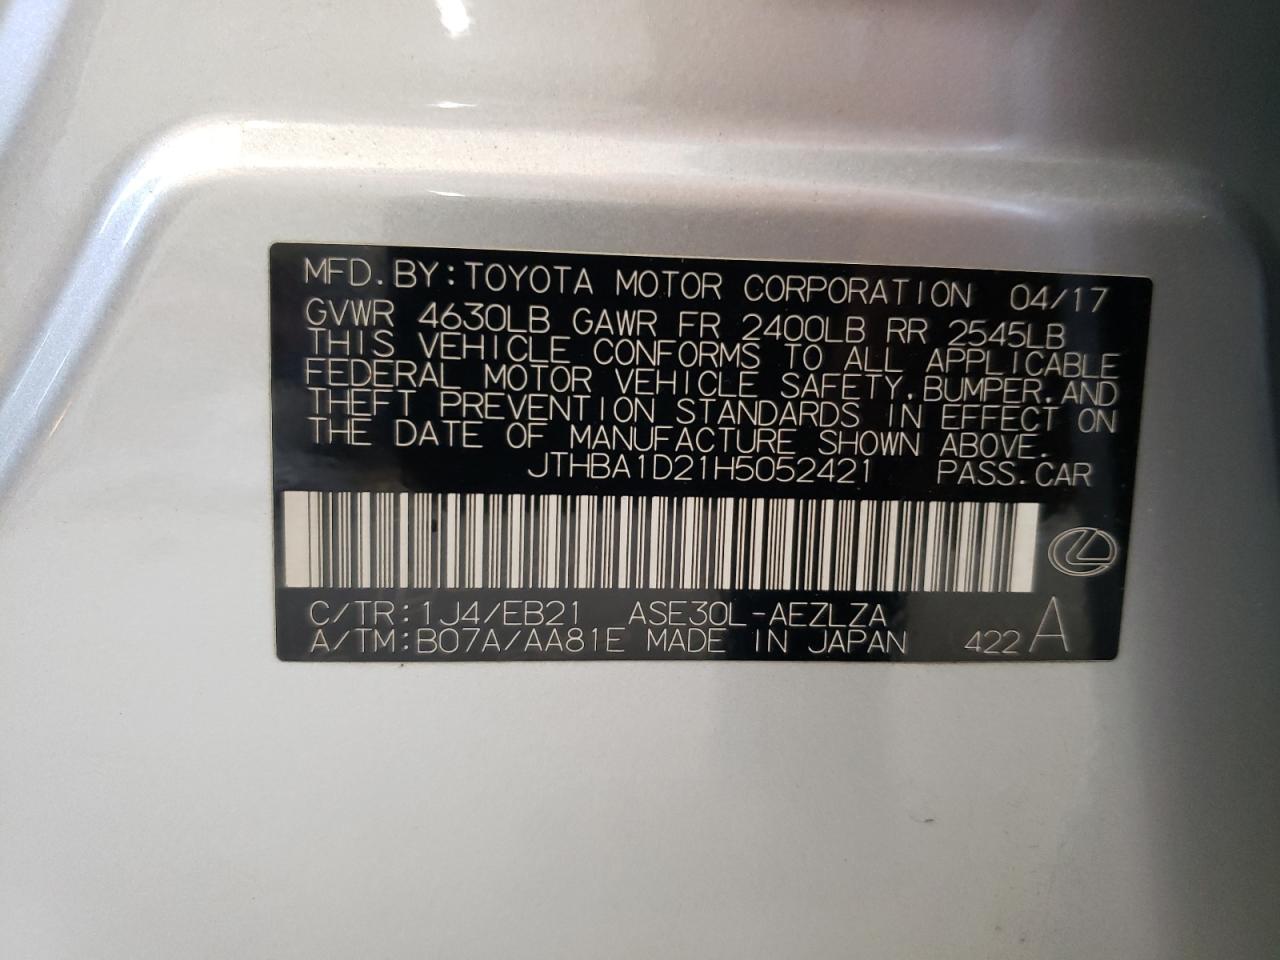 MFD. BY: TOYOTA MOTOR CORPORATION 04/17
GVWR 4630LB GAWR FR 2400LB RR 2545LB
THIS VEHICLE CONFORMS TO ALL APPLICABLE
FEDERAL MOTOR VEHICLE SAFETY, BUMPER, AND
THEFT PREVENTION STANDARDS IN EFFECT ON
THE DATE OF MANUFACTURE SHOWN ABOVE.
JTHBA1D21H5052421 PASS. CAR
C/TR: 1J4/EB21 ASE30L-AEZLZA
A/TM: B07A/AA81E MADE IN JAPAN 422 A